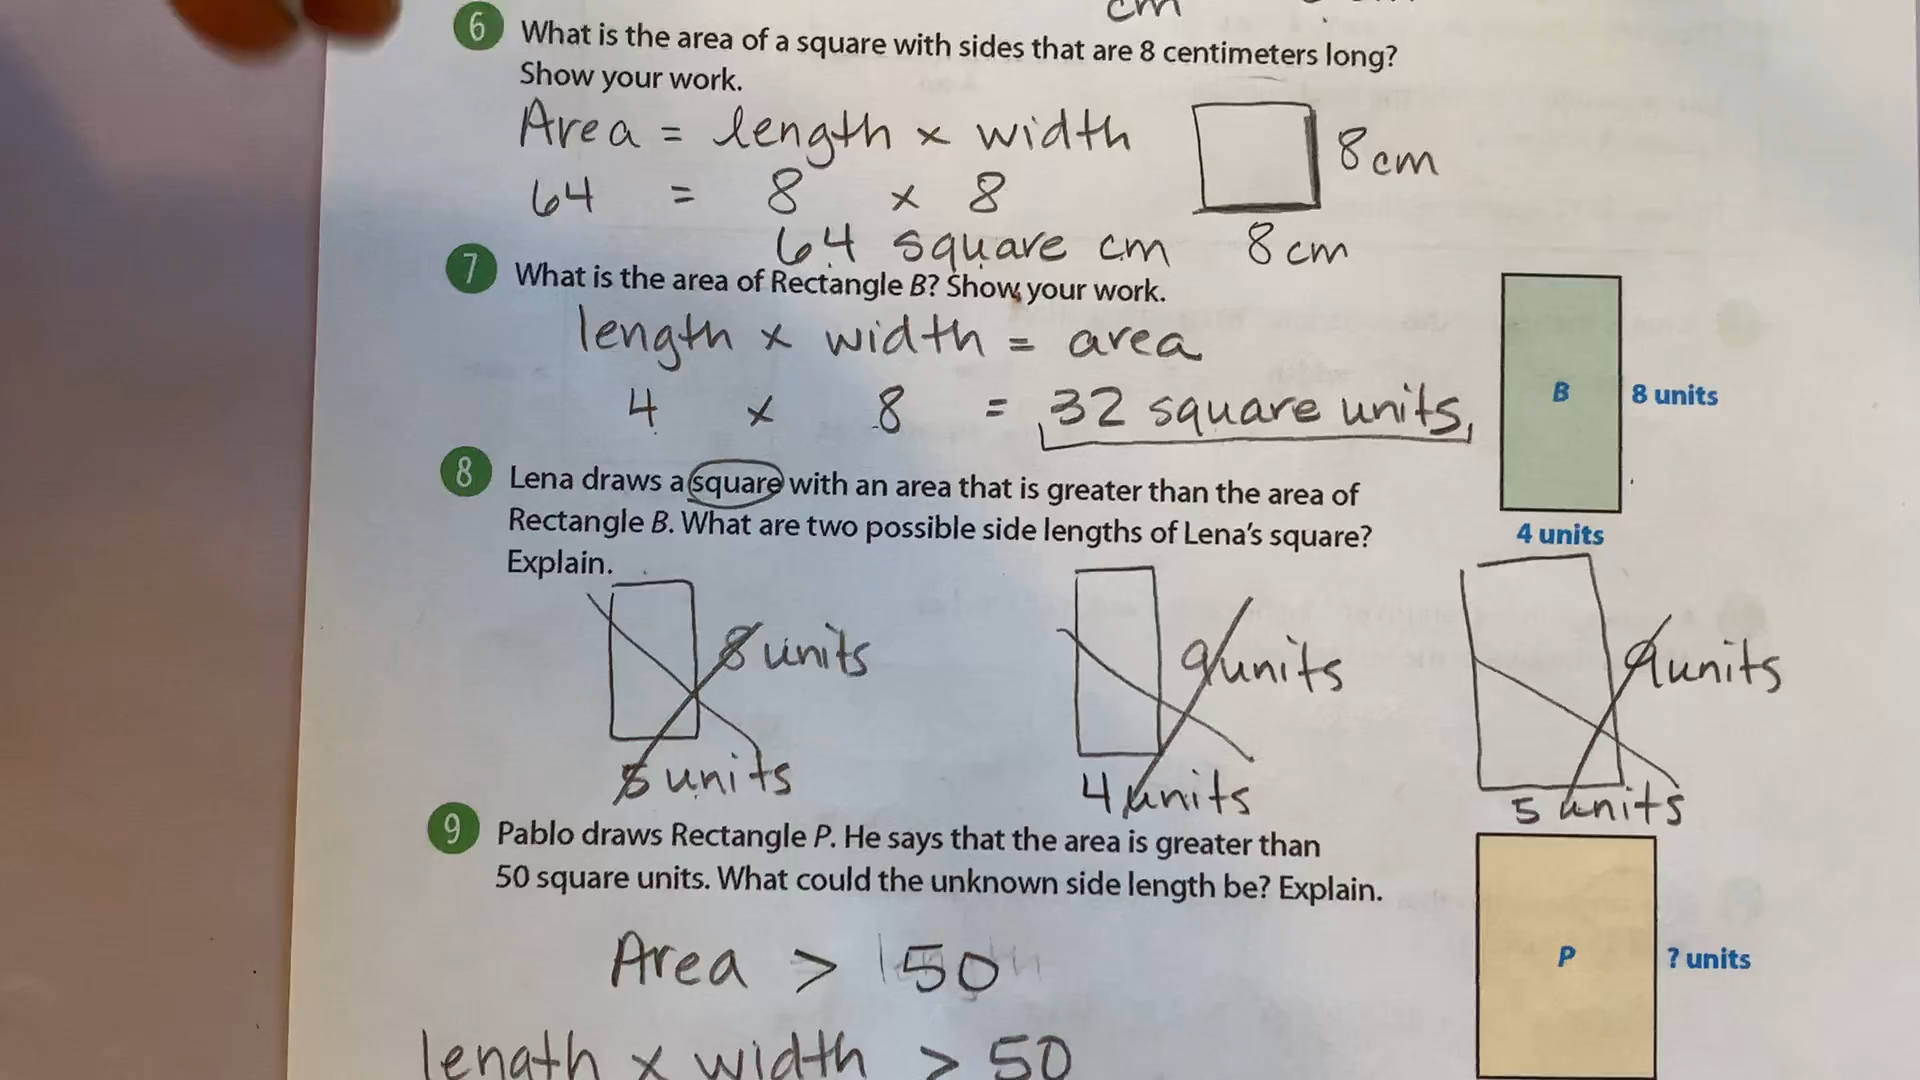 cm
6 What is the area of a square with sides that are 8 centimeters long?
Show your work.
Area = length x width
64 = 8 x 8
64 square cm
8 cm
8 cm
7 What is the area of Rectangle B? Show your work.
length x width = area
4 x 8 = 32 square units
B
8 units
4 units
8 Lena draws a square with an area that is greater than the area of
Rectangle B. What are two possible side lengths of Lena's square?
Explain.
8 units
5 units
9 units
4 units
9 units
5 units
9 Pablo draws Rectangle P. He says that the area is greater than
50 square units. What could the unknown side length be? Explain.
Area > 50
P
? units
length x width > 50